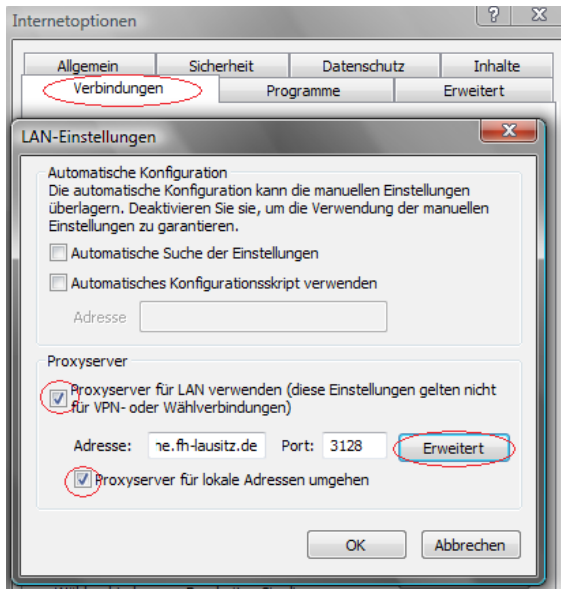 Internetoptionen
?
Allgemein Sicherheit Datenschutz Inhalte
Verbindungen Programme Erweitert
LAN-Einstellungen
Automatische Konfiguration
Die automatische Konfiguration kann die manuellen Einstellungen
überlagern. Deaktivieren Sie sie, um die Verwendung der manuellen
Einstellungen zu garantieren.
Automatische Suche der Einstellungen
Automatisches Konfigurationsskript verwenden
Adresse
Proxyserver
Proxyserver für LAN verwenden (diese Einstellungen gelten nicht
für VPN- oder Wählverbindungen)
Adresse: ne.fh-lausitz.de Port: 3128 Erweitert
Proxyserver für lokale Adressen umgehen
OK Abbrechen